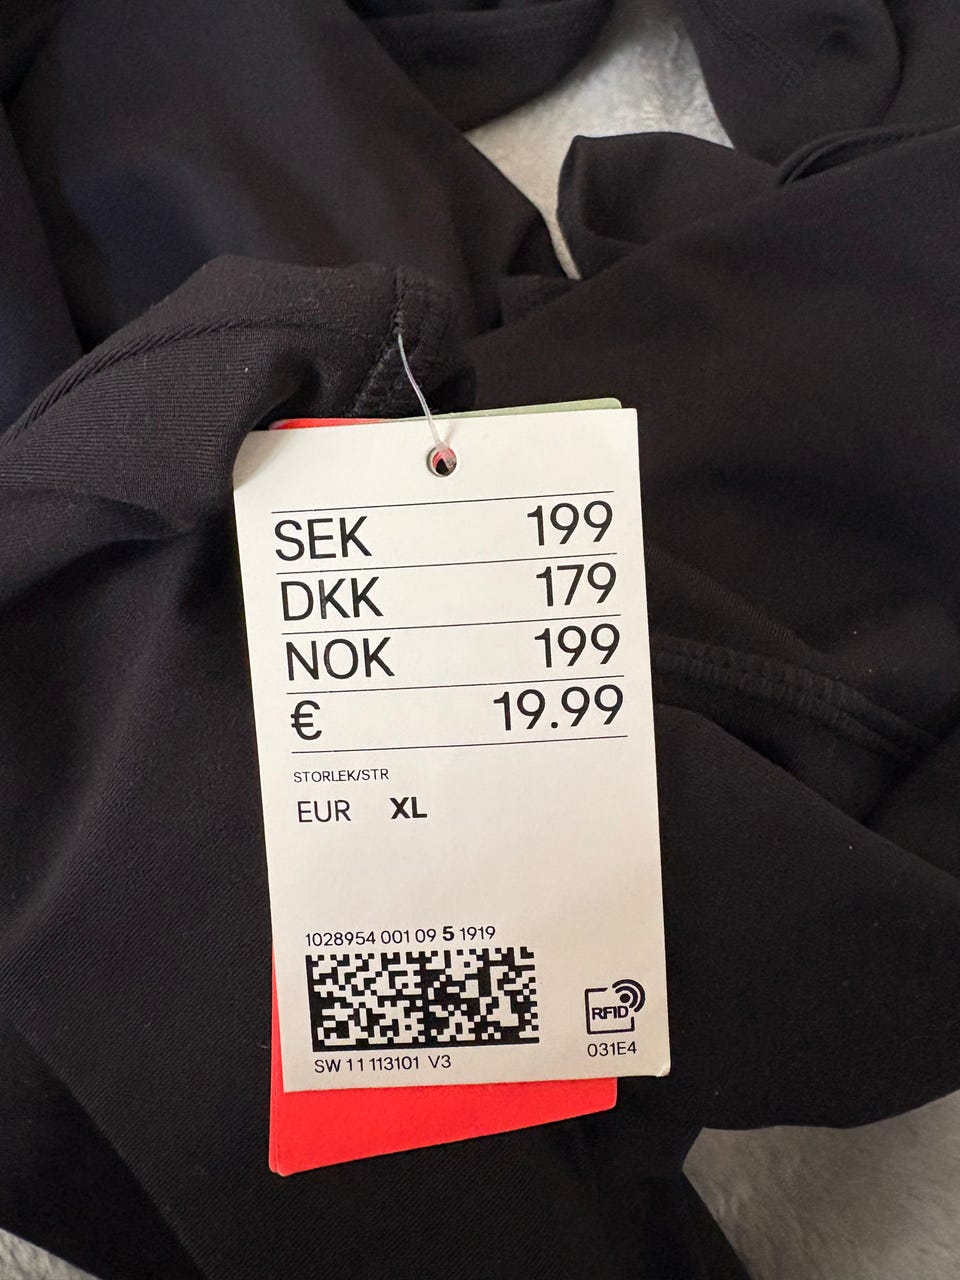 SEK 199
DKK 179
NOK 199
€ 19.99
STORLEK/STR
EUR XL
1028954 001 09 5 1919
RFID
SW 11 113101 V3
031E4